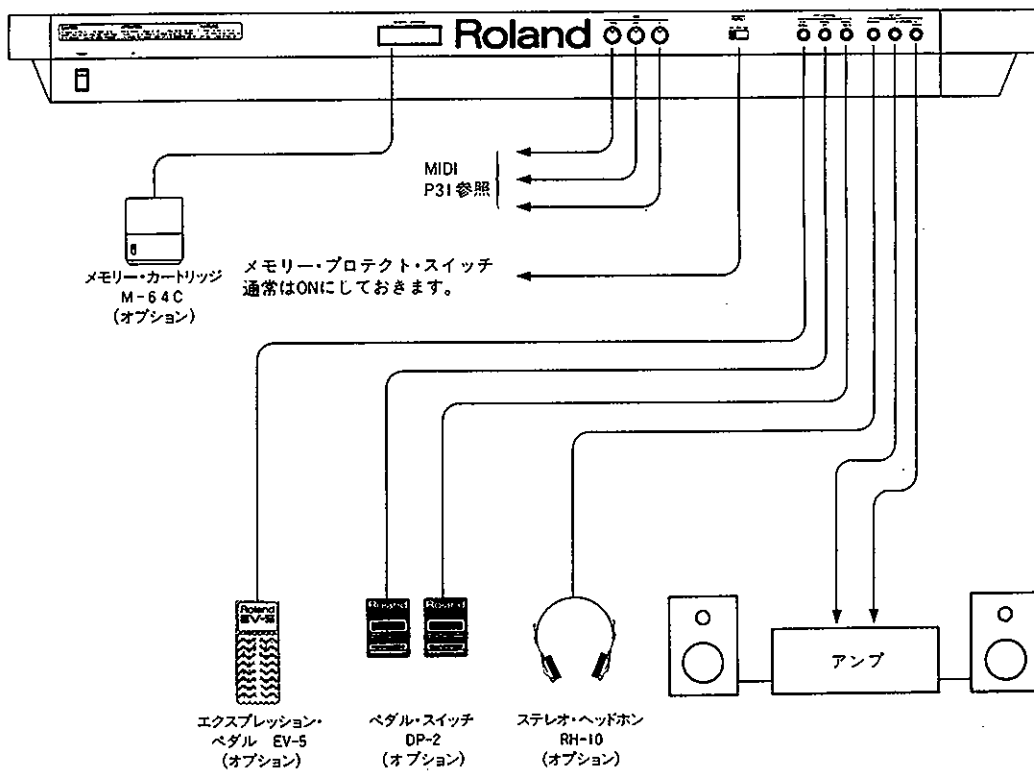 Roland
MIDI
P31参照
メモリー・カートリッジ
M-64C
(オプション)
メモリー・プロテクト・スイッチ
通常はONにしておきます。
Roland
EV-5
Roland
Roland
アンプ
エクスプレッション・
ペダル EV-5
(オプション)
ペダル・スイッチ
DP-2
(オプション)
ステレオ・ヘッドホン
RH-10
(オプション)